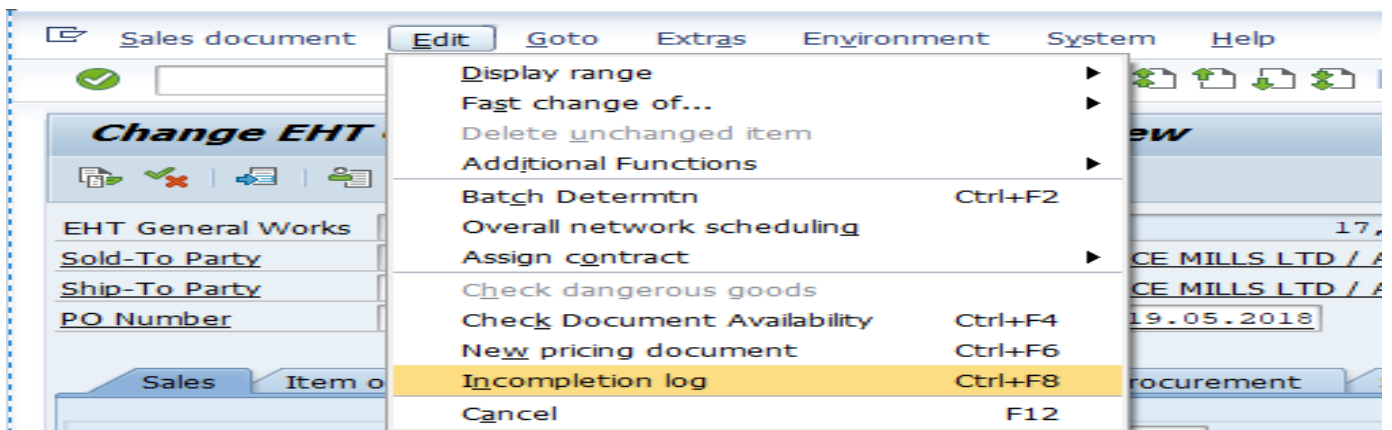 Sales document Edit Goto Extras Environment System Help
Display range
Fast change of...
Change EHT
Delete unchanged item
Additional Functions
Batch Determtn Ctrl+F2
EHT General Works Overall network scheduling 17,
Sold-To Party Assign contract CE MILLS LTD / A
Ship-To Party Check dangerous goods CE MILLS LTD / A
PO Number Check Document Availability Ctrl+F4 19.05.2018
New pricing document Ctrl+F6
Sales Item o Incompletion log Ctrl+F8 rocurement
Cancel F12